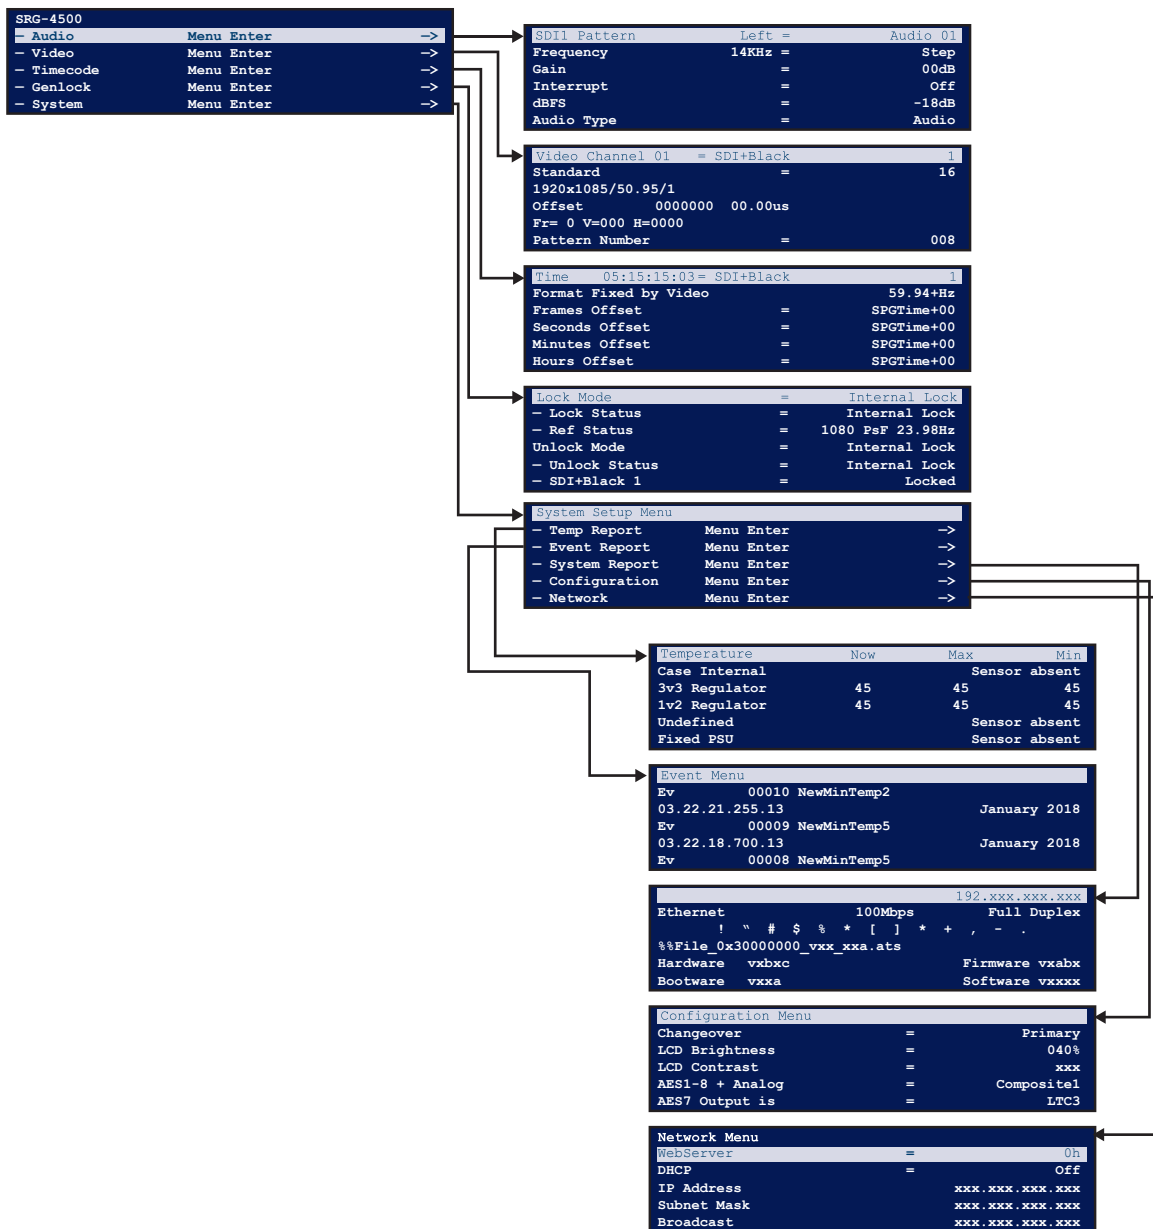 SRG-4500
— Audio Menu Enter —>
— Video Menu Enter —>
— Timecode Menu Enter —>
— Genlock Menu Enter —>
— System Menu Enter —>
SDI1 Pattern Left = Audio 01
Frequency 14KHz = Step
Gain = 00dB
Interrupt = Off
dBFS = -18dB
Audio Type = Audio
Video Channel 01 = SDI+Black 1
Standard = 16
1920x1085/50.95/1
Offset 0000000 00.00us
Fr= 0 V=000 H=0000
Pattern Number = 008
Time 05:15:15:03= SDI+Black 1
Format Fixed by Video 59.94+Hz
Frames Offset = SPGTime+00
Seconds Offset = SPGTime+00
Minutes Offset = SPGTime+00
Hours Offset = SPGTime+00
Lock Mode = Internal Lock
— Lock Status = Internal Lock
— Ref Status = 1080 PsF 23.98Hz
Unlock Mode = Internal Lock
— Unlock Status = Internal Lock
— SDI+Black 1 = Locked
System Setup Menu
— Temp Report Menu Enter —>
— Event Report Menu Enter —>
— System Report Menu Enter —>
— Configuration Menu Enter —>
— Network Menu Enter —>
Temperature Now Max Min
Case Internal Sensor absent
3v3 Regulator 45 45 45
1v2 Regulator 45 45 45
Undefined Sensor absent
Fixed PSU Sensor absent
Event Menu
Ev 00010 NewMinTemp2
03.22.21.255.13 January 2018
Ev 00009 NewMinTemp5
03.22.18.700.13 January 2018
Ev 00008 NewMinTemp5
192.xxx.xxx.xxx
Ethernet 100Mbps Full Duplex
! “ # $ % * [ ] * + , - .
%%File_0x30000000_vxx_xxa.ats
Hardware vxbxc Firmware vxabx
Bootware vxxa Software vxxxx
Configuration Menu
Changeover = Primary
LCD Brightness = 040%
LCD Contrast = xxx
AES1-8 + Analog = Composite1
AES7 Output is = LTC3
Network Menu
WebServer = 0h
DHCP = Off
IP Address xxx.xxx.xxx.xxx
Subnet Mask xxx.xxx.xxx.xxx
Broadcast xxx.xxx.xxx.xxx